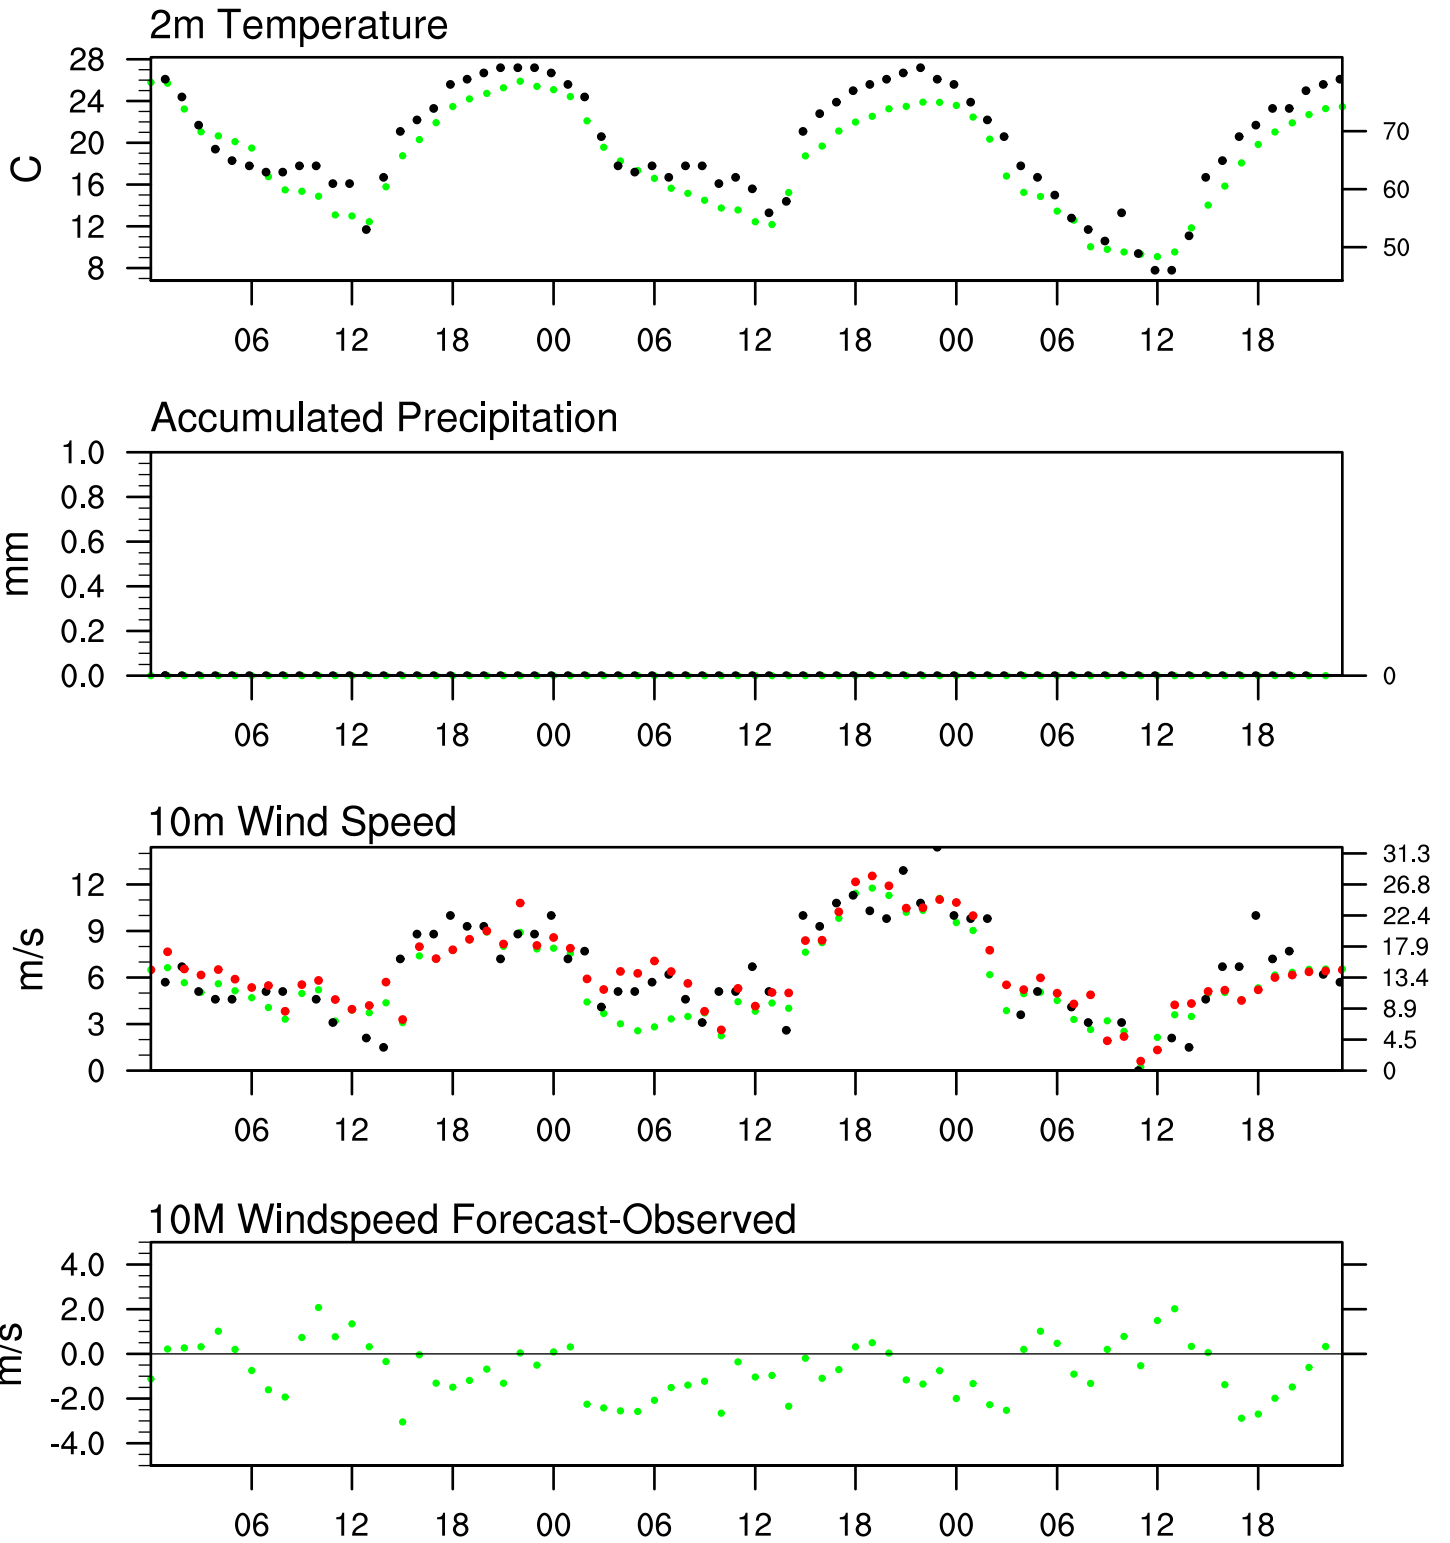 2m Temperature
28
24
20
16
12
8
C
70
60
50
06 12 18 00 06 12 18 00 06 12 18
Accumulated Precipitation
1.0
0.8
0.6
0.4
0.2
0.0
mm
0
06 12 18 00 06 12 18 00 06 12 18
10m Wind Speed
12
9
6
3
0
m/s
31.3
26.8
22.4
17.9
13.4
8.9
4.5
0
06 12 18 00 06 12 18 00 06 12 18
10M Windspeed Forecast-Observed
4.0
2.0
0.0
-2.0
-4.0
m/s
06 12 18 00 06 12 18 00 06 12 18